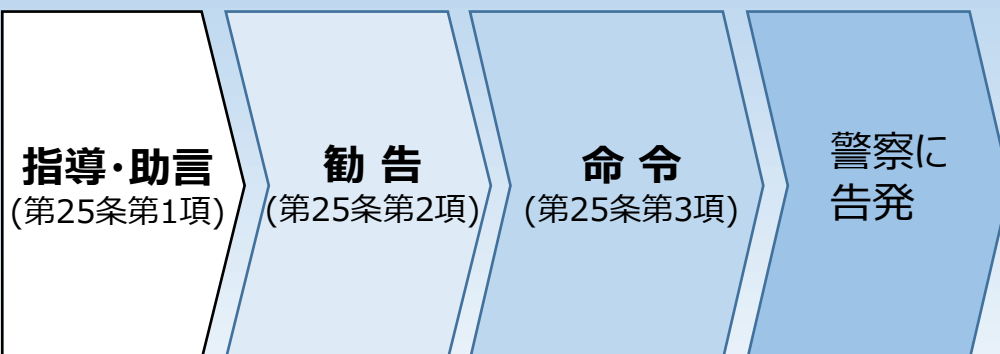 指導･助言
(第25条第1項)
勧 告
(第25条第2項)
命 令
(第25条第3項)
警察に
告発